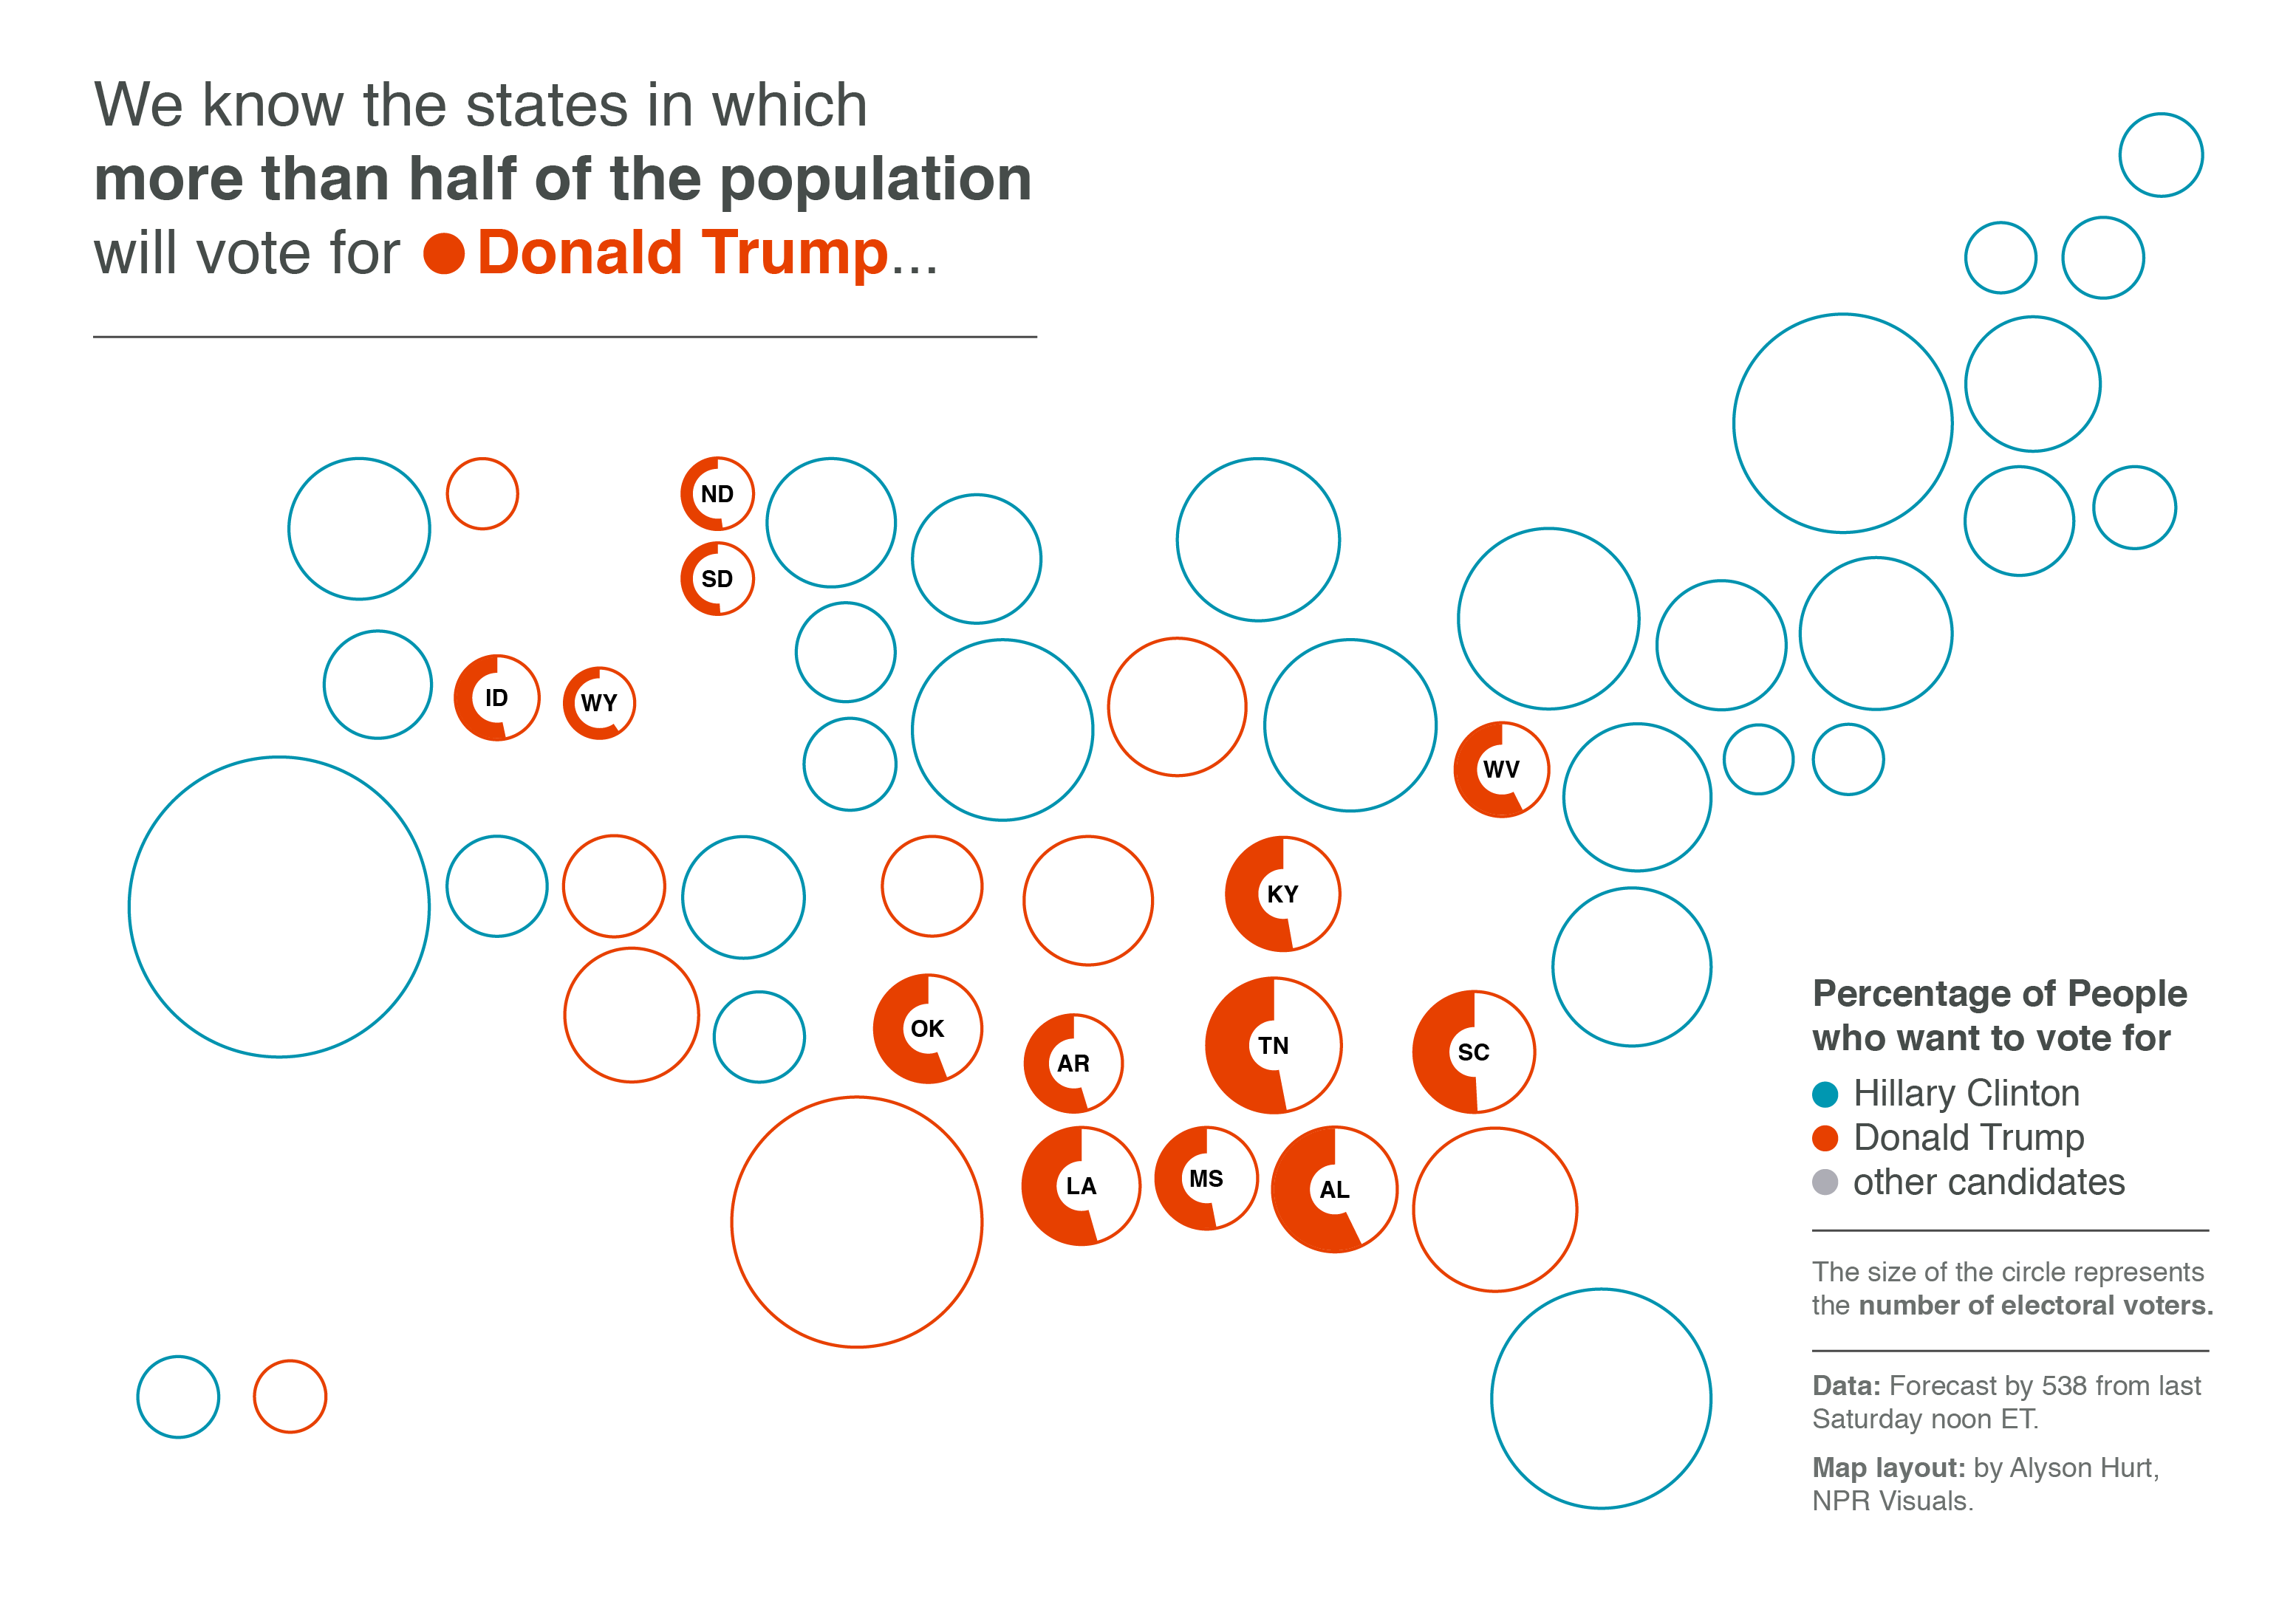 We know the states in which
more than half of the population
will vote for Donald Trump...
ND
SD
ID
WY
WV
KY
OK
AR
TN
SC
LA
MS
AL
Percentage of People
who want to vote for
Hillary Clinton
Donald Trump
other candidates
The size of the circle represents
the number of electoral voters.
Data: Forecast by 538 from last
Saturday noon ET.
Map layout: by Alyson Hurt,
NPR Visuals.